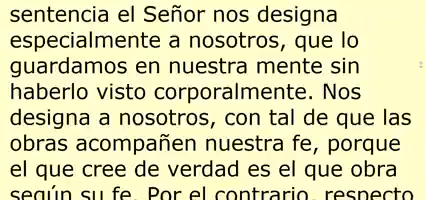 sentencia el Señor nos designa
especialmente a nosotros, que lo
guardamos en nuestra mente sin
haberlo visto corporalmente. Nos
designa a nosotros, con tal de que las
obras acompañen nuestra fe, porque
el que cree de verdad es el que obra
según su fe. Por el contrario, respecto